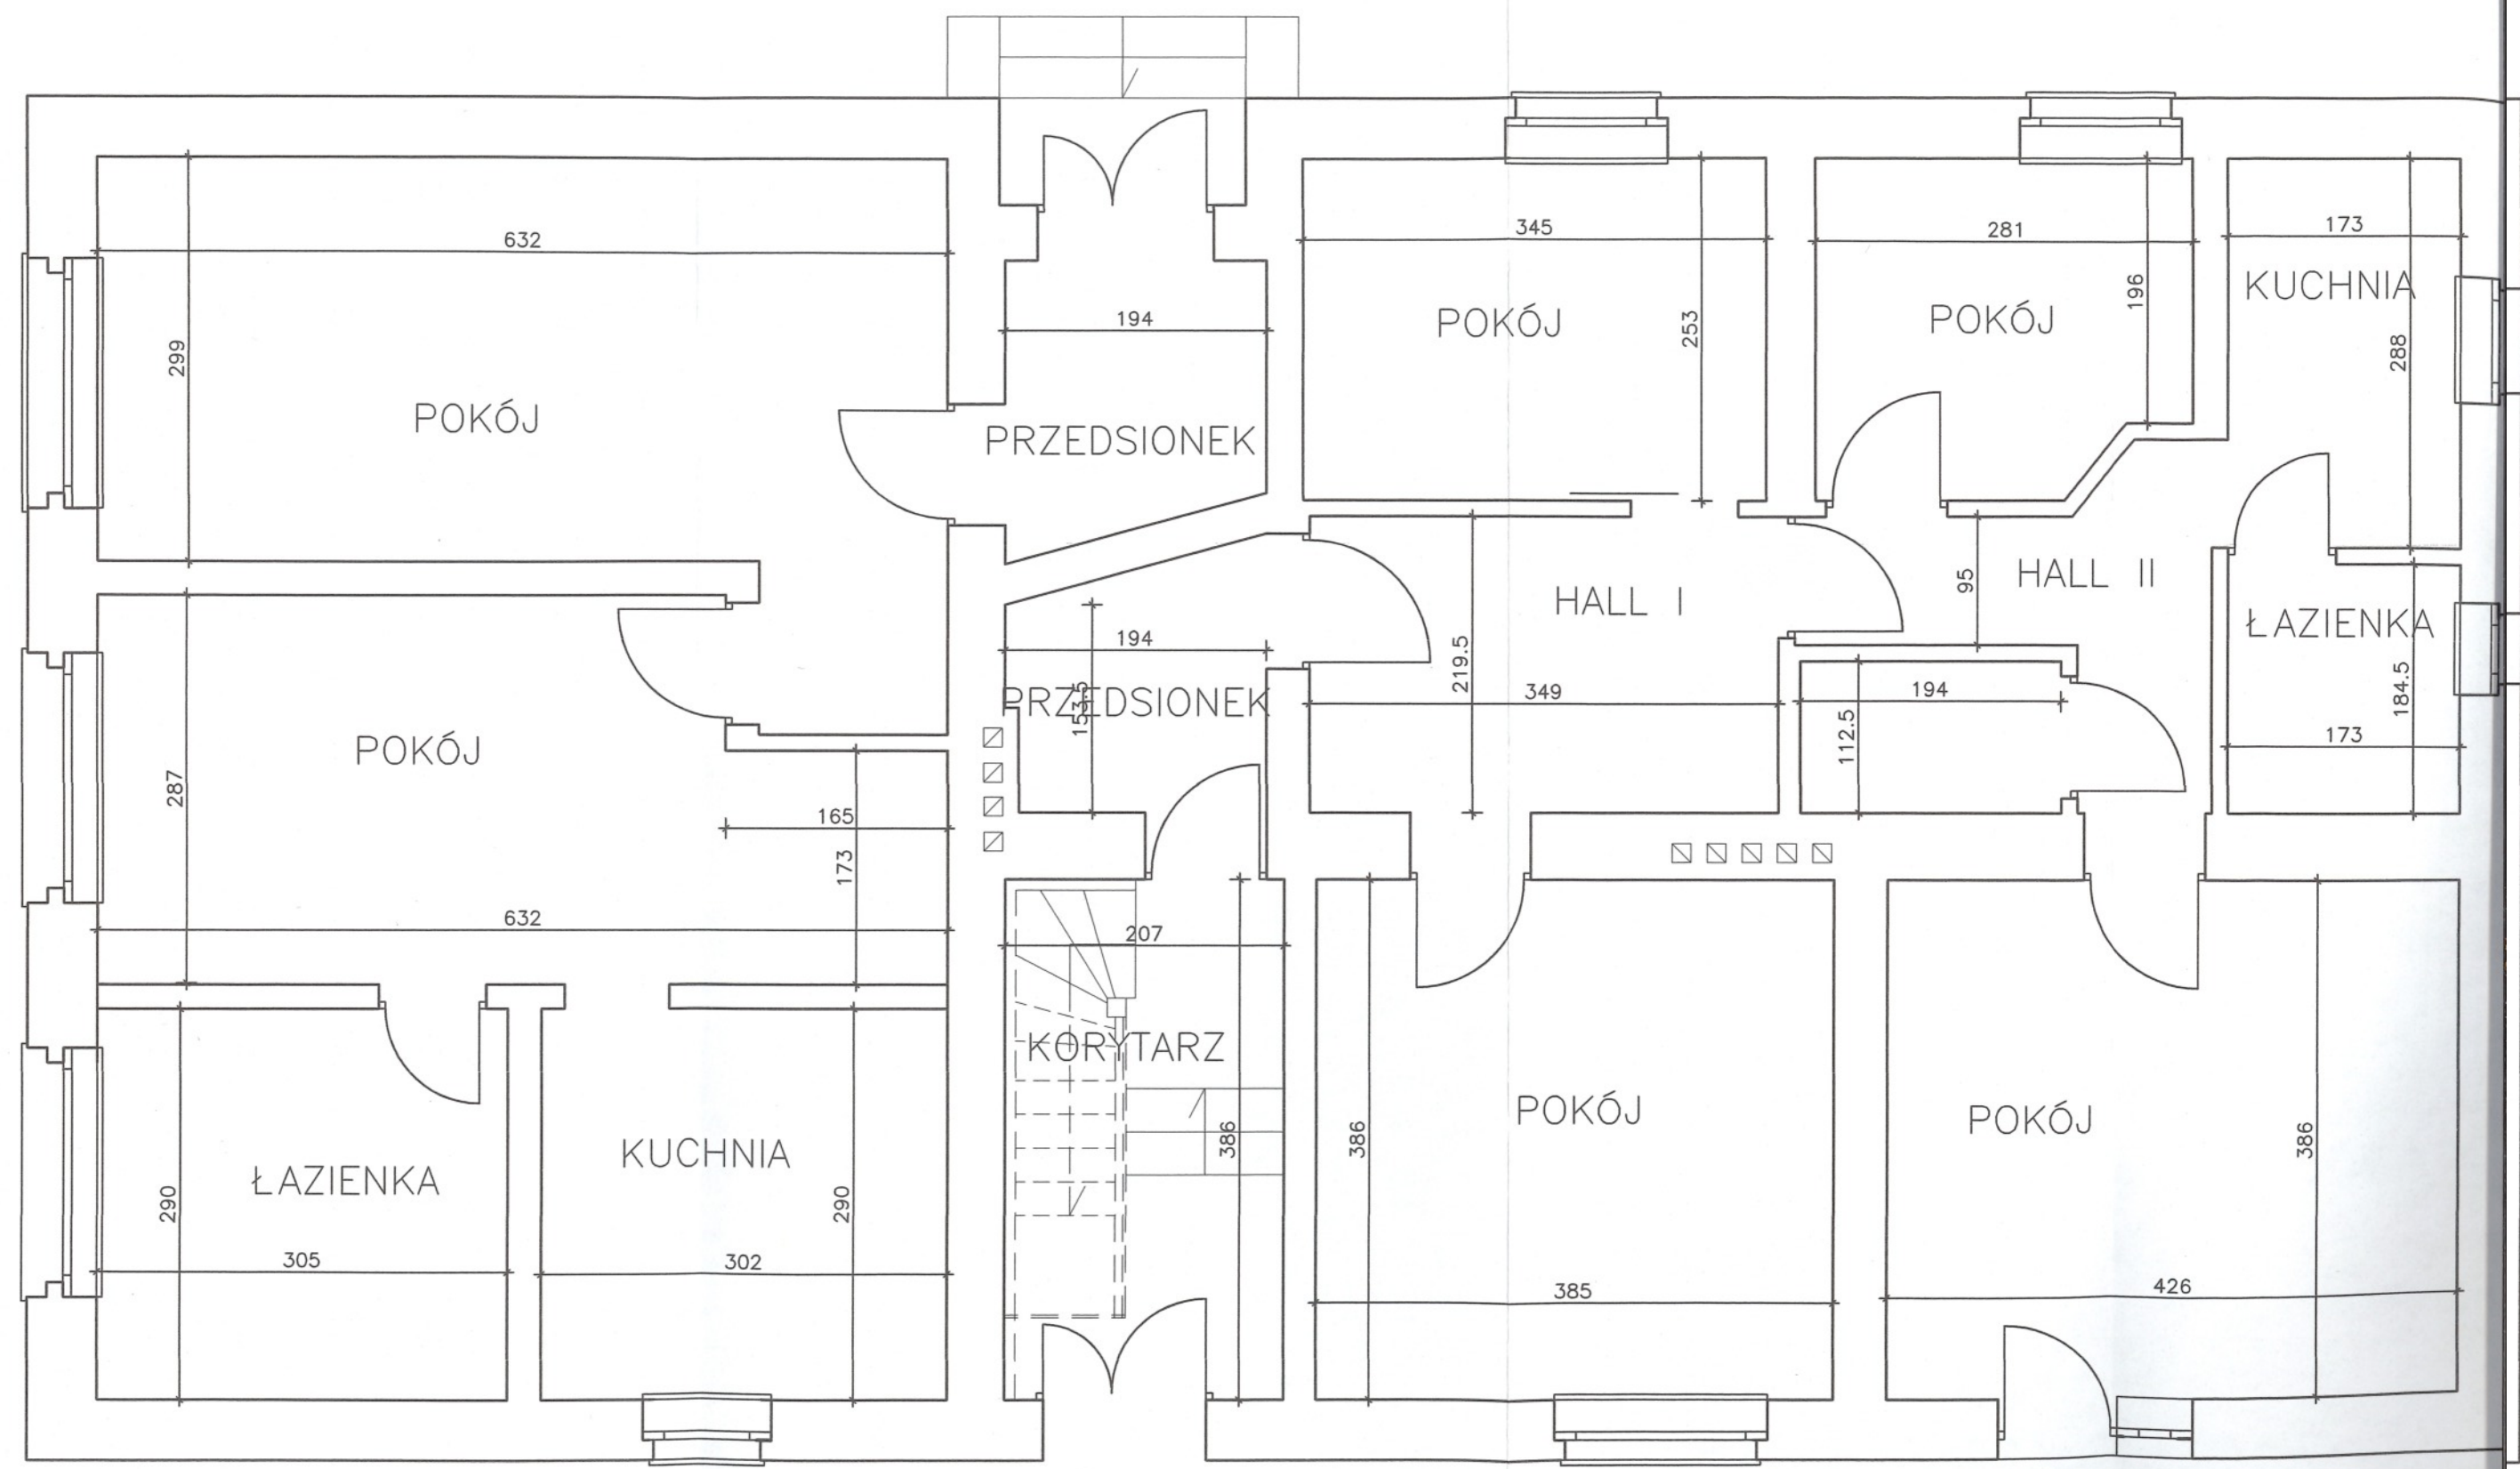 632
299
POKÓJ
194
PRZEDSIONEK
345
253
POKÓJ
281
196
POKÓJ
173
KUCHNIA
288
287
POKÓJ
165
173
632
194
PRZEDSIONEK
153.5
HALL I
219.5
349
95
HALL II
194
112.5
ŁAZIENKA
184.5
173
290
ŁAZIENKA
305
KUCHNIA
290
302
207
KORYTARZ
386
386
POKÓJ
385
POKÓJ
386
426